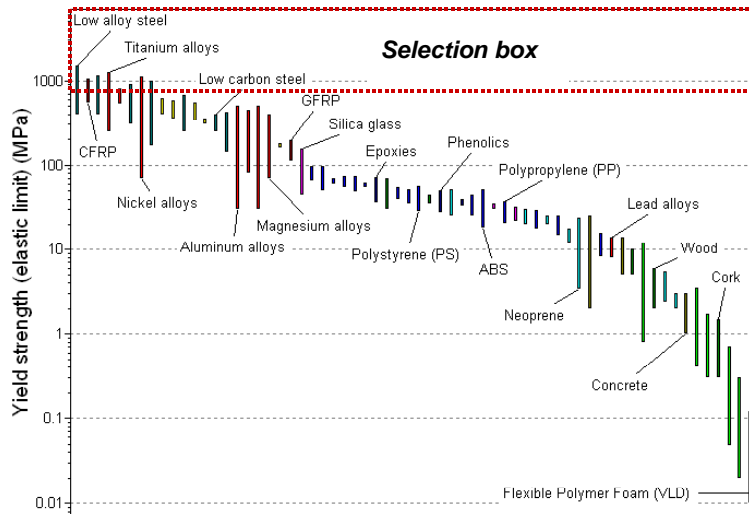 Low alloy steel
Selection box
Titanium alloys
Low carbon steel
GFRP
Silica glass
CFRP
Phenolics
Epoxies
Polypropylene (PP)
Nickel alloys
Lead alloys
Magnesium alloys
Aluminum alloys
Polystyrene (PS)
Wood
ABS
Cork
Neoprene
Concrete
Flexible Polymer Foam (VLD)
Yield strength (elastic limit) (MPa)
1000
100
10
1
0.1
0.01